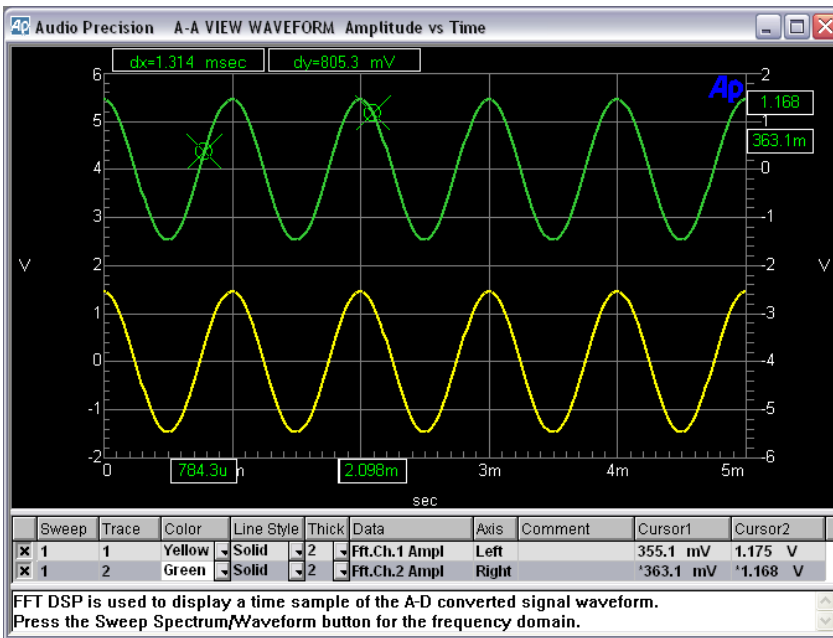 Audio Precision A-A VIEW WAVEFORM Amplitude vs Time
dx=1.314 msec dy=805.3 mV
6 2
Ap
1.168
5 1
363.1m
4 0
3 -1
V 2 -2 V
1 -3
0 -4
-1 -5
-2 -6
0 784.3u m 2.098m 3m 4m 5m
sec
Sweep Trace Color Line Style Thick Data Axis Comment Cursor1 Cursor2
1 1 Yellow Solid 2 Fft.Ch.1 Ampl Left 355.1 mV 1.175 V
1 2 Green Solid 2 Fft.Ch.2 Ampl Right *363.1 mV *1.168 V
FFT DSP is used to display a time sample of the A-D converted signal waveform.
Press the Sweep Spectrum/Waveform button for the frequency domain.